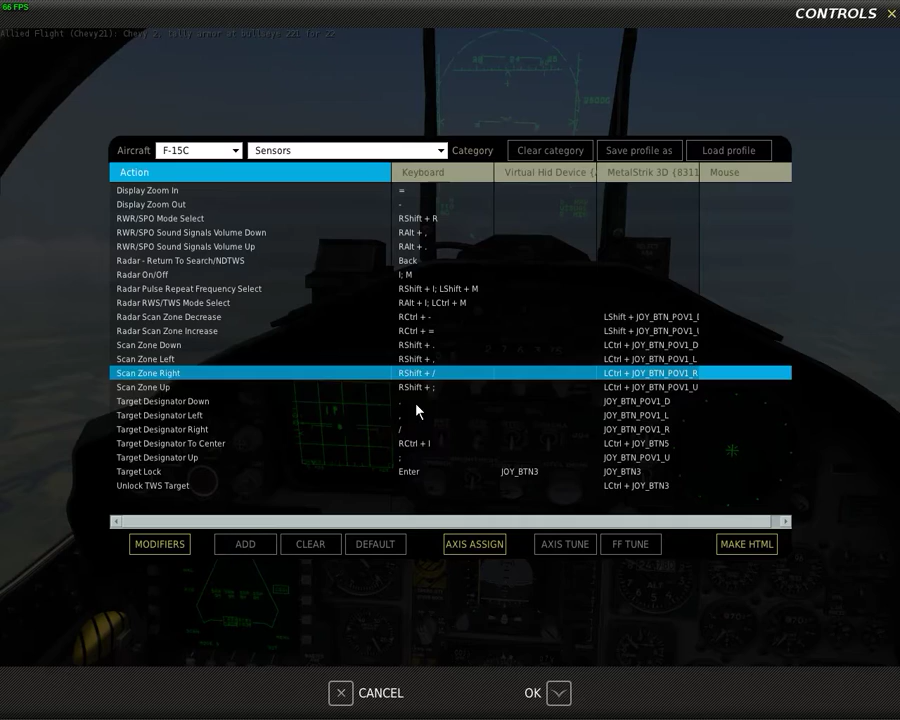 66 FPS
CONTROLS
Allied Flight (Chevy21): Chevy 2, tally armor at bullseye 221 for 22
Aircraft F-15C Sensors Category Clear category Save profile as Load profile
Action Keyboard Virtual Hid Device { MetalStrik 3D {8311 Mouse
Display Zoom In =
Display Zoom Out -
RWR/SPO Mode Select RShift + R
RWR/SPO Sound Signals Volume Down RAlt + ,
RWR/SPO Sound Signals Volume Up RAlt + .
Radar - Return To Search/NDTWS Back
Radar On/Off I; M
Radar Pulse Repeat Frequency Select RShift + I; LShift + M
Radar RWS/TWS Mode Select RAlt + I; LCtrl + M
Radar Scan Zone Decrease RCtrl + - LShift + JOY_BTN_POV1_D
Radar Scan Zone Increase RCtrl + = LShift + JOY_BTN_POV1_U
Scan Zone Down RShift + . LCtrl + JOY_BTN_POV1_D
Scan Zone Left RShift + , LCtrl + JOY_BTN_POV1_L
Scan Zone Right RShift + / LCtrl + JOY_BTN_POV1_R
Scan Zone Up RShift + ; LCtrl + JOY_BTN_POV1_U
Target Designator Down . JOY_BTN_POV1_D
Target Designator Left , JOY_BTN_POV1_L
Target Designator Right / JOY_BTN_POV1_R
Target Designator To Center RCtrl + I LCtrl + JOY_BTN5
Target Designator Up ; JOY_BTN_POV1_U
Target Lock Enter JOY_BTN3 JOY_BTN3
Unlock TWS Target LCtrl + JOY_BTN3
MODIFIERS ADD CLEAR DEFAULT AXIS ASSIGN AXIS TUNE FF TUNE MAKE HTML
CANCEL OK